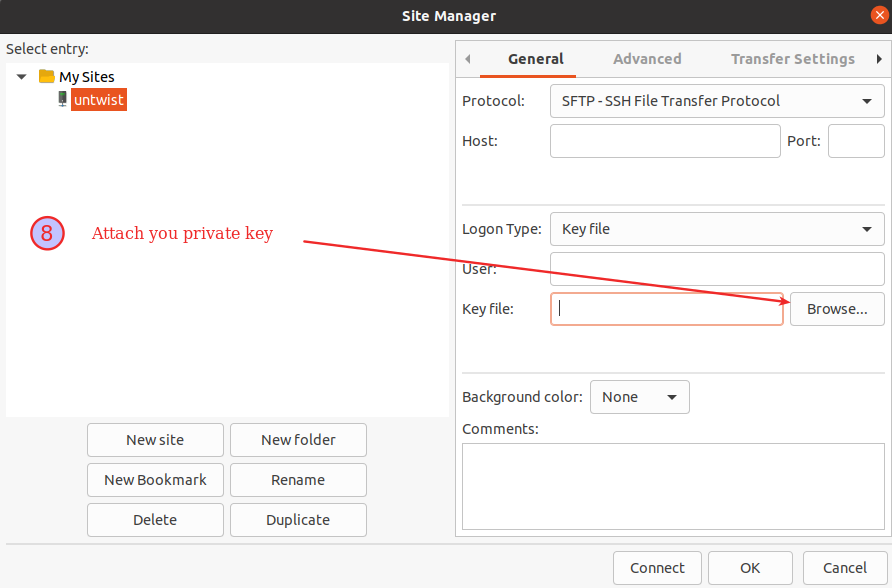 Site Manager
Select entry:
My Sites
untwist
8 Attach you private key
New site New folder
New Bookmark Rename
Delete Duplicate
General Advanced Transfer Settings
Protocol: SFTP - SSH File Transfer Protocol
Host: Port:
Logon Type: Key file
User:
Key file: Browse...
Background color: None
Comments:
Connect OK Cancel